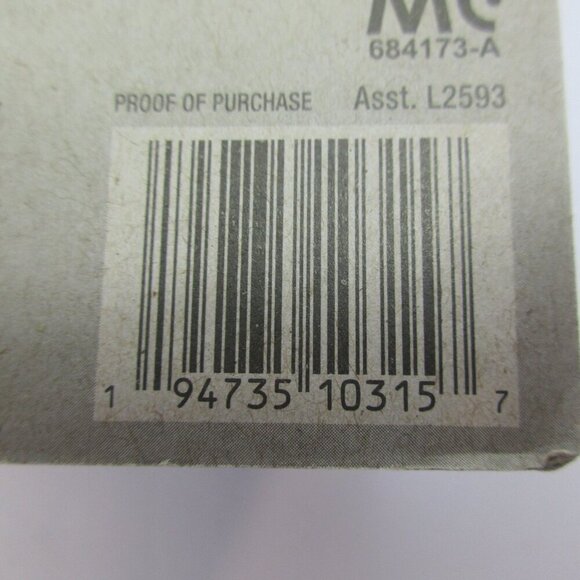 684173-A
PROOF OF PURCHASE Asst. L2593
1 94735 10315 7